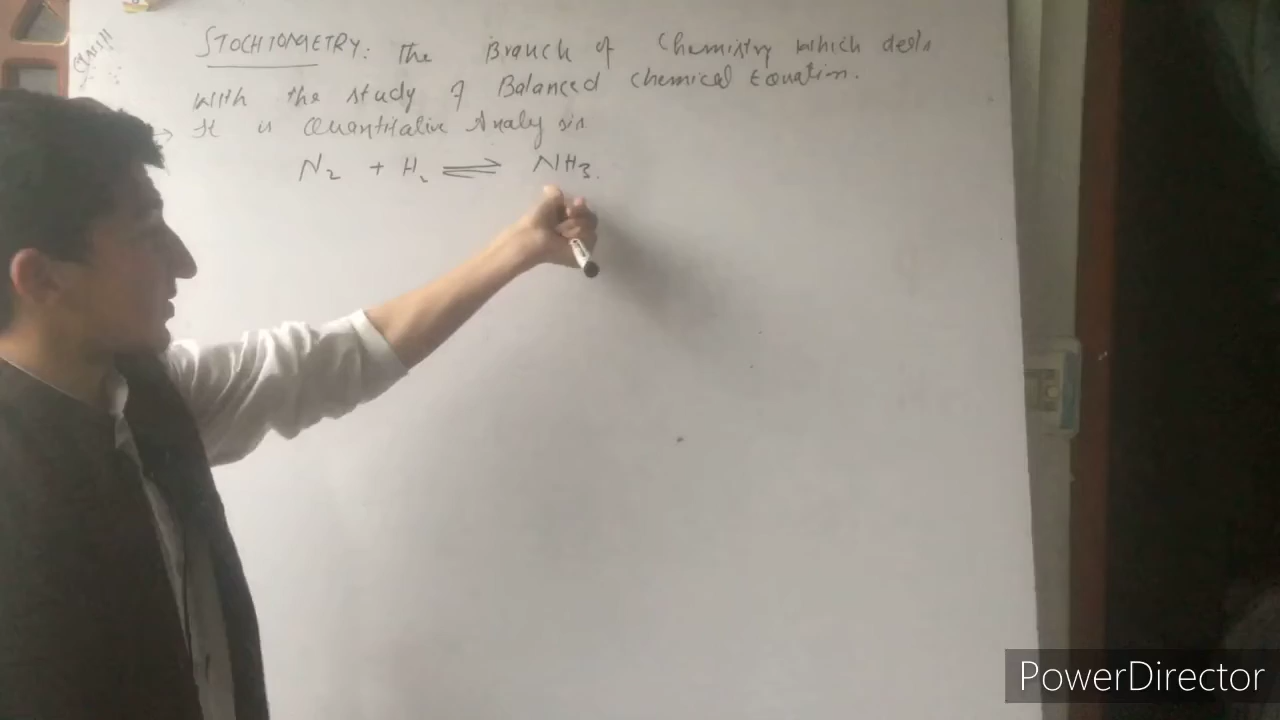 STOCHIOMETRY: The Branch of Chemistry which deals
with the study of Balanced chemical Equation.
→ It is Quantitative Analysis
N₂ + H₂ ⇌ NH₃.
PowerDirector